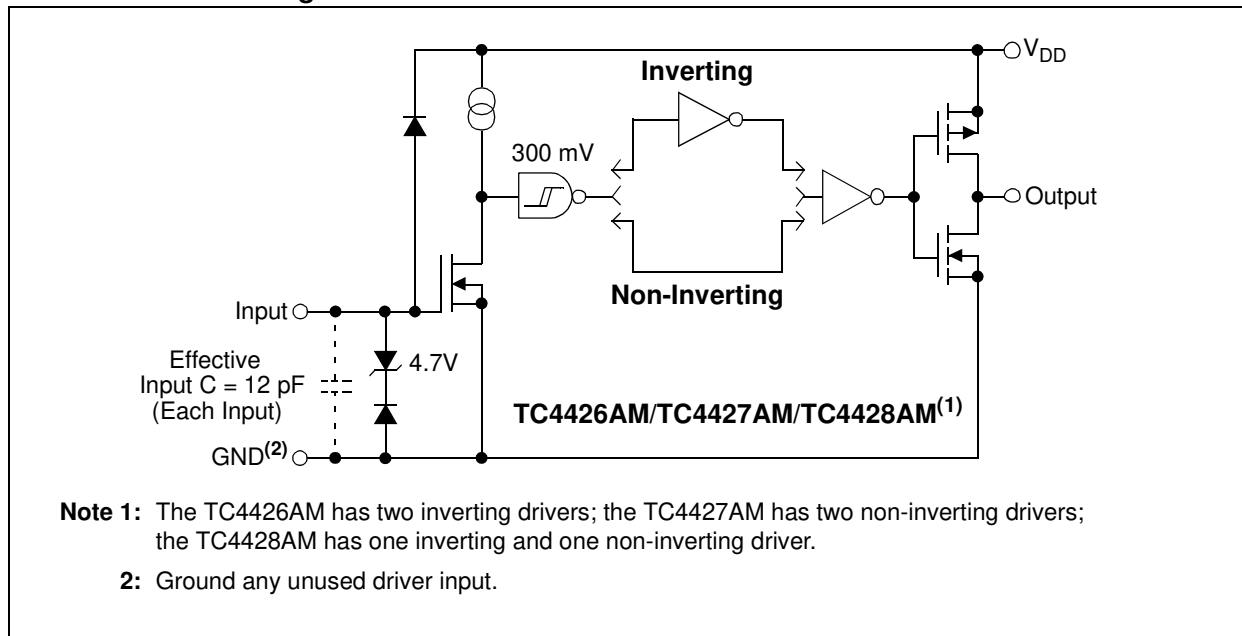 V_DD
Inverting
300 mV
Output
Non-Inverting
Input
4.7V
Effective
Input C = 12 pF
(Each Input)
TC4426AM/TC4427AM/TC4428AM(1)
GND(2)
Note 1: The TC4426AM has two inverting drivers; the TC4427AM has two non-inverting drivers;
the TC4428AM has one inverting and one non-inverting driver.
2: Ground any unused driver input.